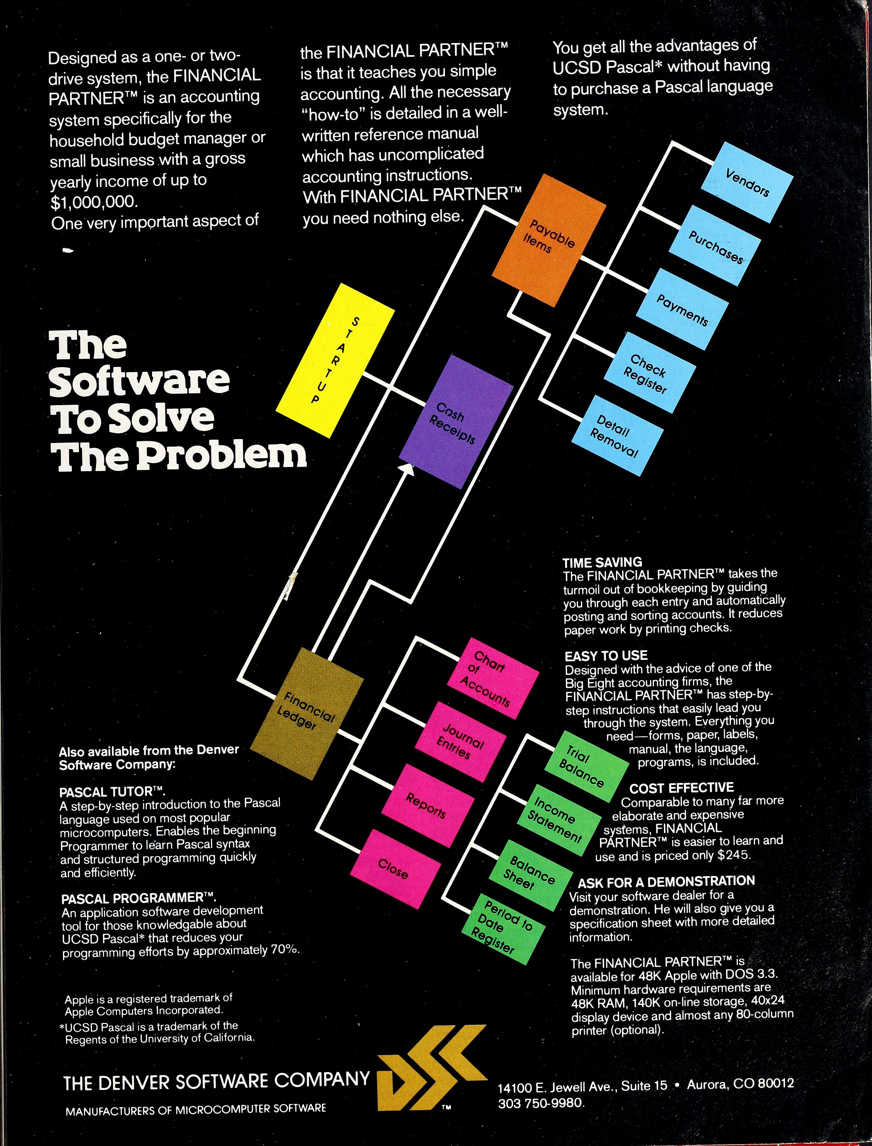 Designed as a one- or two-
drive system, the FINANCIAL
PARTNER™ is an accounting
system specifically for the
household budget manager or
small business with a gross
yearly income of up to
$1,000,000.
One very important aspect of
the FINANCIAL PARTNER™
is that it teaches you simple
accounting. All the necessary
“how-to” is detailed in a well-
written reference manual
which has uncomplicated
accounting instructions.
With FINANCIAL PARTNER™
you need nothing else.
You get all the advantages of
UCSD Pascal* without having
to purchase a Pascal language
system.
The
Software
To Solve
The Problem
STARTUP
Payable
Items
Cash
Receipts
Vendors
Purchases
Payments
Check
Register
Detail
Removal
Financial
Ledger
Chart
of
Accounts
Journal
Entries
Reports
Close
Trial
Balance
Income
Statement
Balance
Sheet
Period to
Date
Register
TIME SAVING
The FINANCIAL PARTNER™ takes the
turmoil out of bookkeeping by guiding
you through each entry and automatically
posting and sorting accounts. It reduces
paper work by printing checks.
EASY TO USE
Designed with the advice of one of the
Big Eight accounting firms, the
FINANCIAL PARTNER™ has step-by-
step instructions that easily lead you
through the system. Everything you
need—forms, paper, labels,
manual, the language,
programs, is included.
COST EFFECTIVE
Comparable to many far more
elaborate and expensive
systems, FINANCIAL
PARTNER™ is easier to learn and
use and is priced only $245.
ASK FOR A DEMONSTRATION
Visit your software dealer for a
demonstration. He will also give you a
specification sheet with more detailed
information.
The FINANCIAL PARTNER™ is
available for 48K Apple with DOS 3.3.
Minimum hardware requirements are
48K RAM, 140K on-line storage, 40x24
display device and almost any 80-column
printer (optional).
Also available from the Denver
Software Company:
PASCAL TUTOR™.
A step-by-step introduction to the Pascal
language used on most popular
microcomputers. Enables the beginning
Programmer to learn Pascal syntax
and structured programming quickly
and efficiently.
PASCAL PROGRAMMER™.
An application software development
tool for those knowledgable about
UCSD Pascal* that reduces your
programming efforts by approximately 70%.
Apple is a registered trademark of
Apple Computers Incorporated.
*UCSD Pascal is a trademark of the
Regents of the University of California.
THE DENVER SOFTWARE COMPANY
MANUFACTURERS OF MICROCOMPUTER SOFTWARE
DSC
™
14100 E. Jewell Ave., Suite 15 • Aurora, CO 80012
303 750-9980.